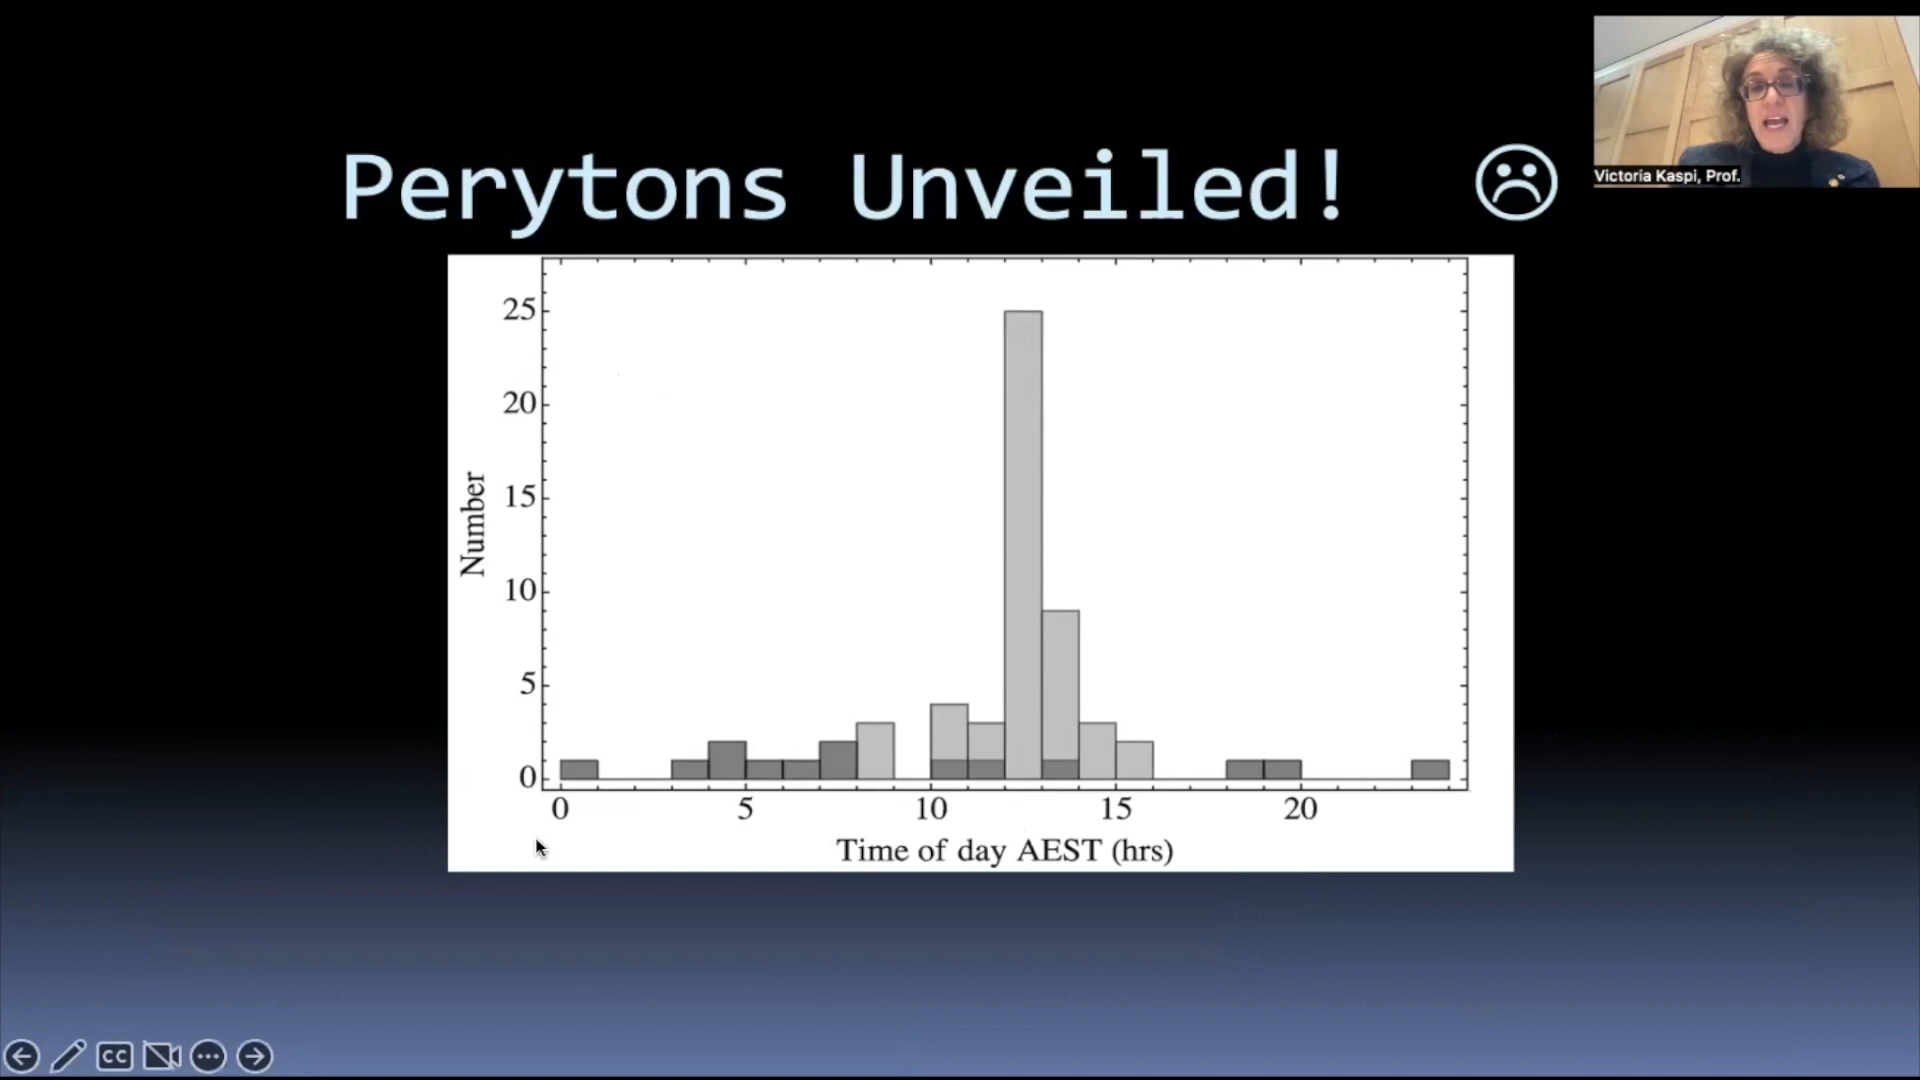 Perytons Unveiled! ☹
Victoria Kaspi, Prof.
25
20
15
10
5
0
Number
0 5 10 15 20
Time of day AEST (hrs)
CC